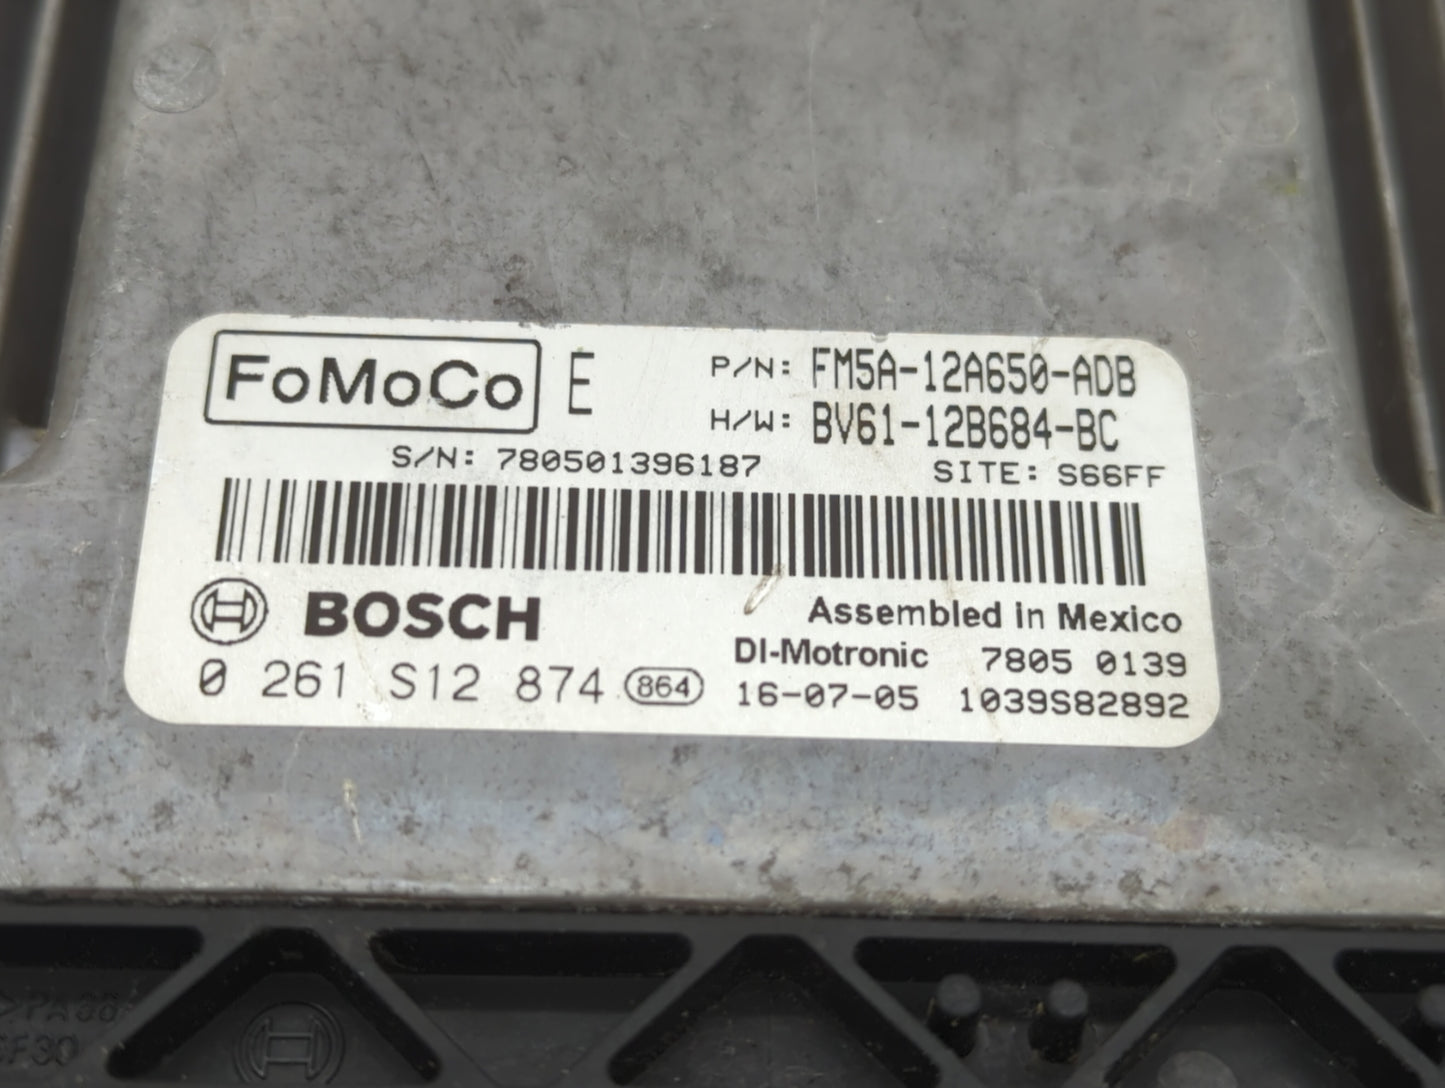 FoMoCo E P/N: FM5A-12A650-ADB
H/W: BV61-12B684-BC
S/N: 780501396187 SITE: S66FF
BOSCH Assembled in Mexico
DI-Motronic 7805 0139
0 261 S12 874 864 16-07-05 1039S82892